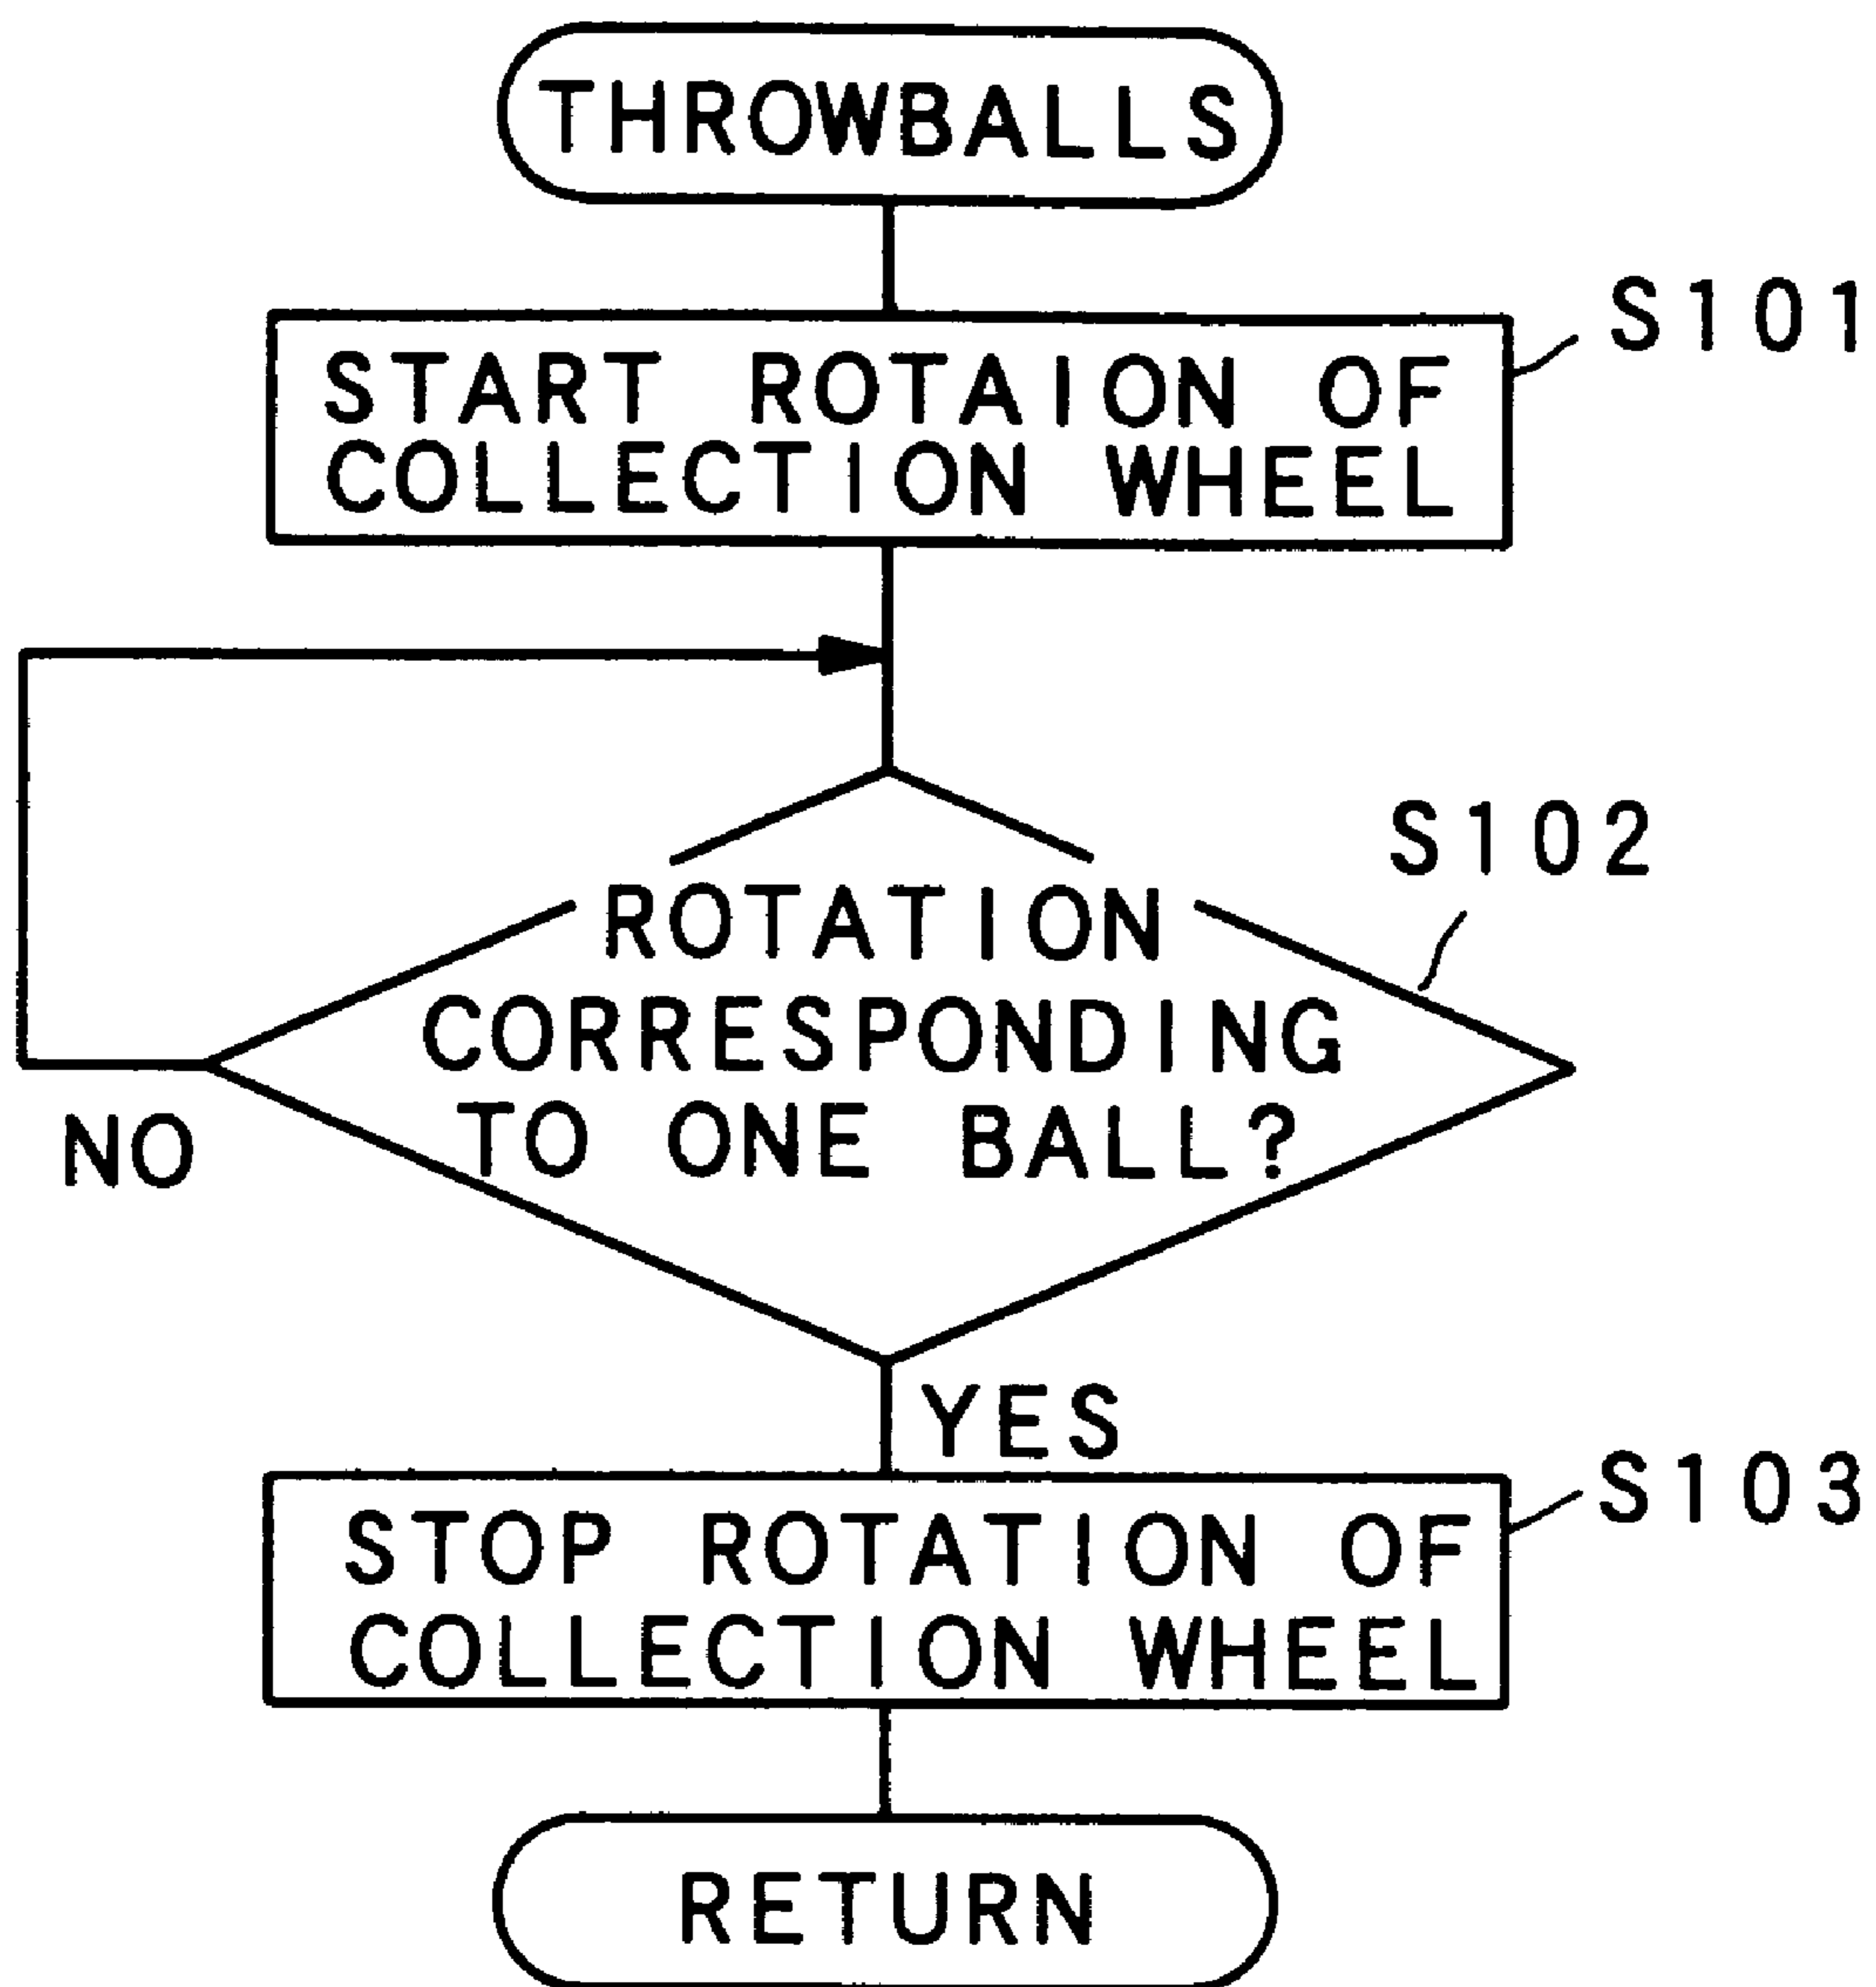 THROWBALLS
S101
START ROTAION OF
COLLECTION WHEEL
S102
ROTATION
CORRESPONDING
TO ONE BALL?
NO
YES
S103
STOP ROTATION OF
COLLECTION WHEEL
RETURN